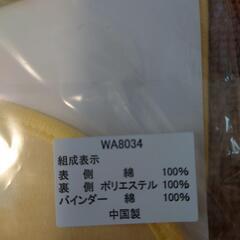 WA8034
組成表示
表 側 綿 100%
裏 側 ポリエステル 100%
バインダー 綿 100%
中国製